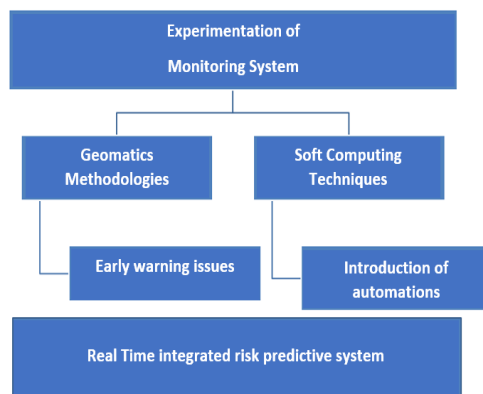 Experimentation of
Monitoring System
Geomatics
Methodologies
Soft Computing
Techniques
Early warning issues
Introduction of
automations
Real Time integrated risk predictive system